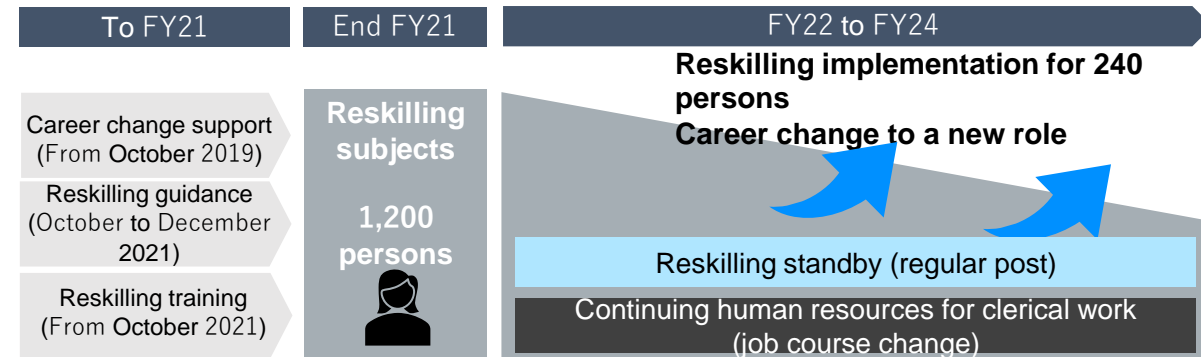 To FY21
End FY21
FY22 to FY24
Career change support
(From October 2019)
Reskilling guidance
(October to December
2021)
Reskilling training
(From October 2021)
Reskilling
subjects
1,200
persons
Reskilling implementation for 240
persons
Career change to a new role
Reskilling standby (regular post)
Continuing human resources for clerical work
(job course change)